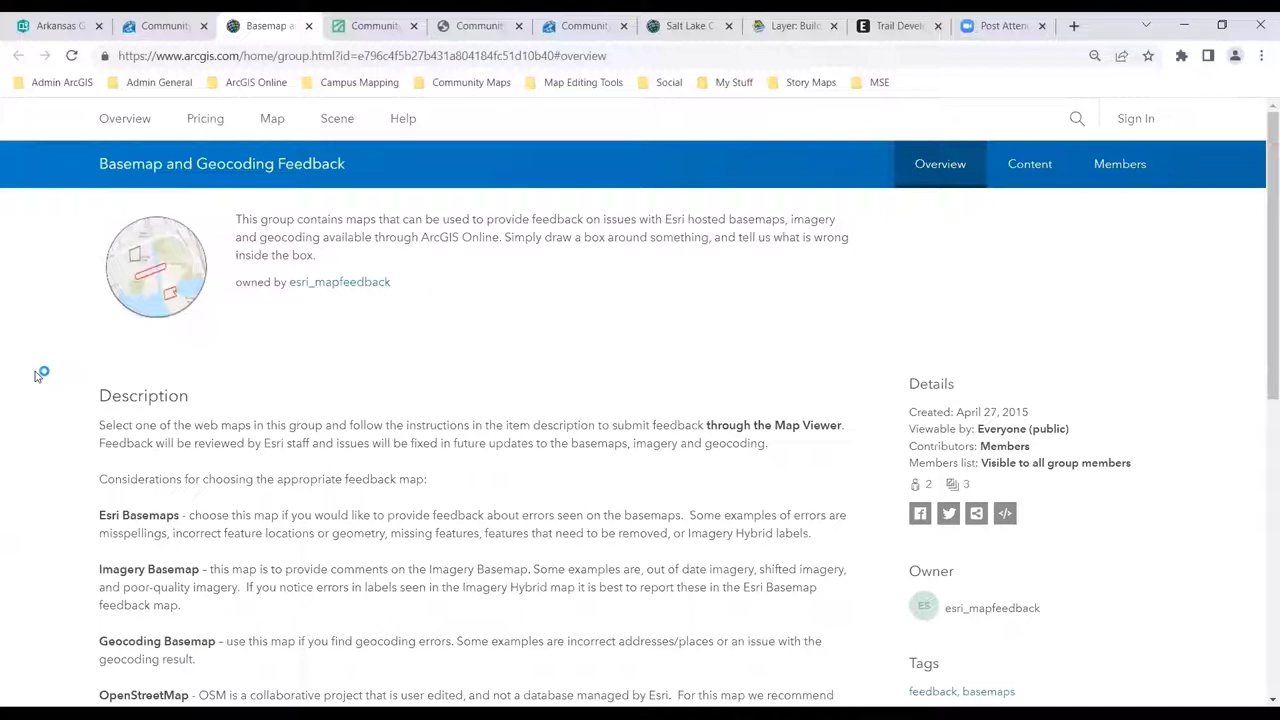 Arkansas G
Community
Basemap a
Community
Community
Community
Salt Lake C
Layer: Buil
Trail Devel
Post Atten
https://www.arcgis.com/home/group.html?id=e796c4f5b27b431a804184fc51d10b40#overview
Admin ArcGIS
Admin General
ArcGIS Online
Campus Mapping
Community Maps
Map Editing Tools
Social
My Stuff
Story Maps
MSE
Overview
Pricing
Map
Scene
Help
Sign In
Basemap and Geocoding Feedback
Overview
Content
Members
This group contains maps that can be used to provide feedback on issues with Esri hosted basemaps, imagery
and geocoding available through ArcGIS Online. Simply draw a box around something, and tell us what is wrong
inside the box.
owned by esri_mapfeedback
Description
Select one of the web maps in this group and follow the instructions in the item description to submit feedback through the Map Viewer.
Feedback will be reviewed by Esri staff and issues will be fixed in future updates to the basemaps, imagery and geocoding.
Considerations for choosing the appropriate feedback map:
Esri Basemaps - choose this map if you would like to provide feedback about errors seen on the basemaps. Some examples of errors are
misspellings, incorrect feature locations or geometry, missing features, features that need to be removed, or Imagery Hybrid labels.
Imagery Basemap – this map is to provide comments on the Imagery Basemap. Some examples are, out of date imagery, shifted imagery,
and poor-quality imagery. If you notice errors in labels seen in the Imagery Hybrid map it is best to report these in the Esri Basemap
feedback map.
Geocoding Basemap – use this map if you find geocoding errors. Some examples are incorrect addresses/places or an issue with the
geocoding result.
OpenStreetMap - OSM is a collaborative project that is user edited, and not a database managed by Esri. For this map we recommend
Details
Created: April 27, 2015
Viewable by: Everyone (public)
Contributors: Members
Members list: Visible to all group members
2
3
Owner
ES
esri_mapfeedback
Tags
feedback, basemaps